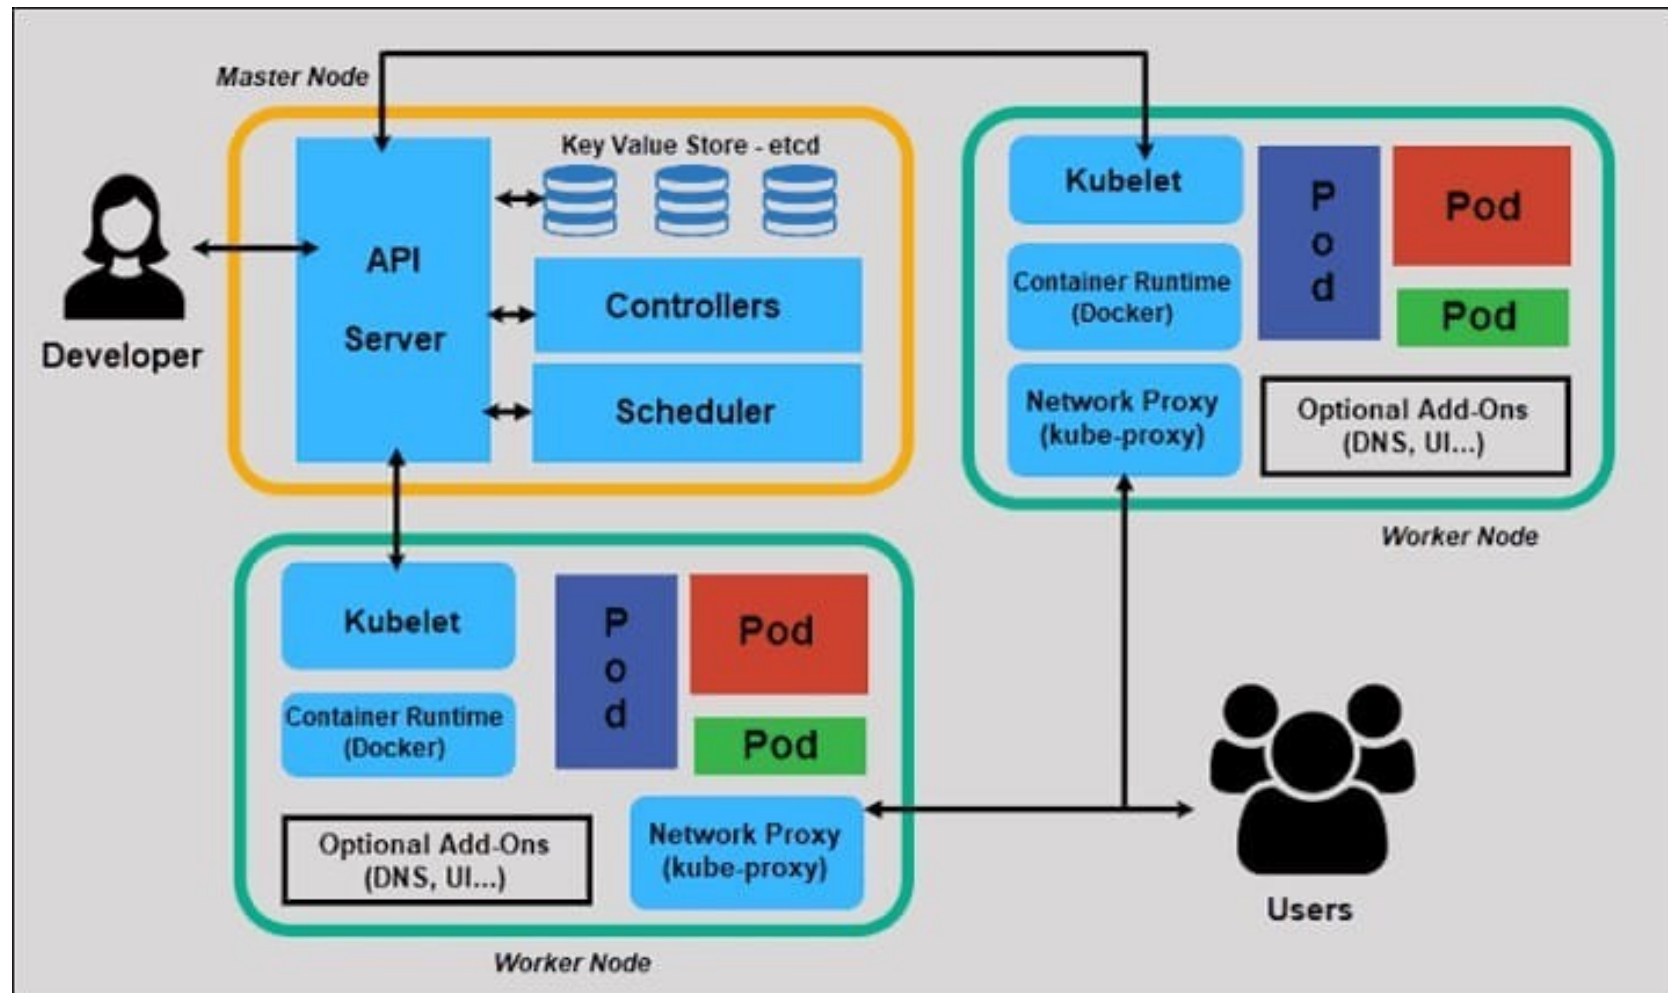 Master Node
Key Value Store - etcd
API
Server
Controllers
Scheduler
Developer
Kubelet
Container Runtime
(Docker)
Network Proxy
(kube-proxy)
P
o
d
Pod
Pod
Optional Add-Ons
(DNS, UI...)
Worker Node
Kubelet
Container Runtime
(Docker)
P
o
d
Pod
Pod
Optional Add-Ons
(DNS, UI...)
Network Proxy
(kube-proxy)
Worker Node
Users